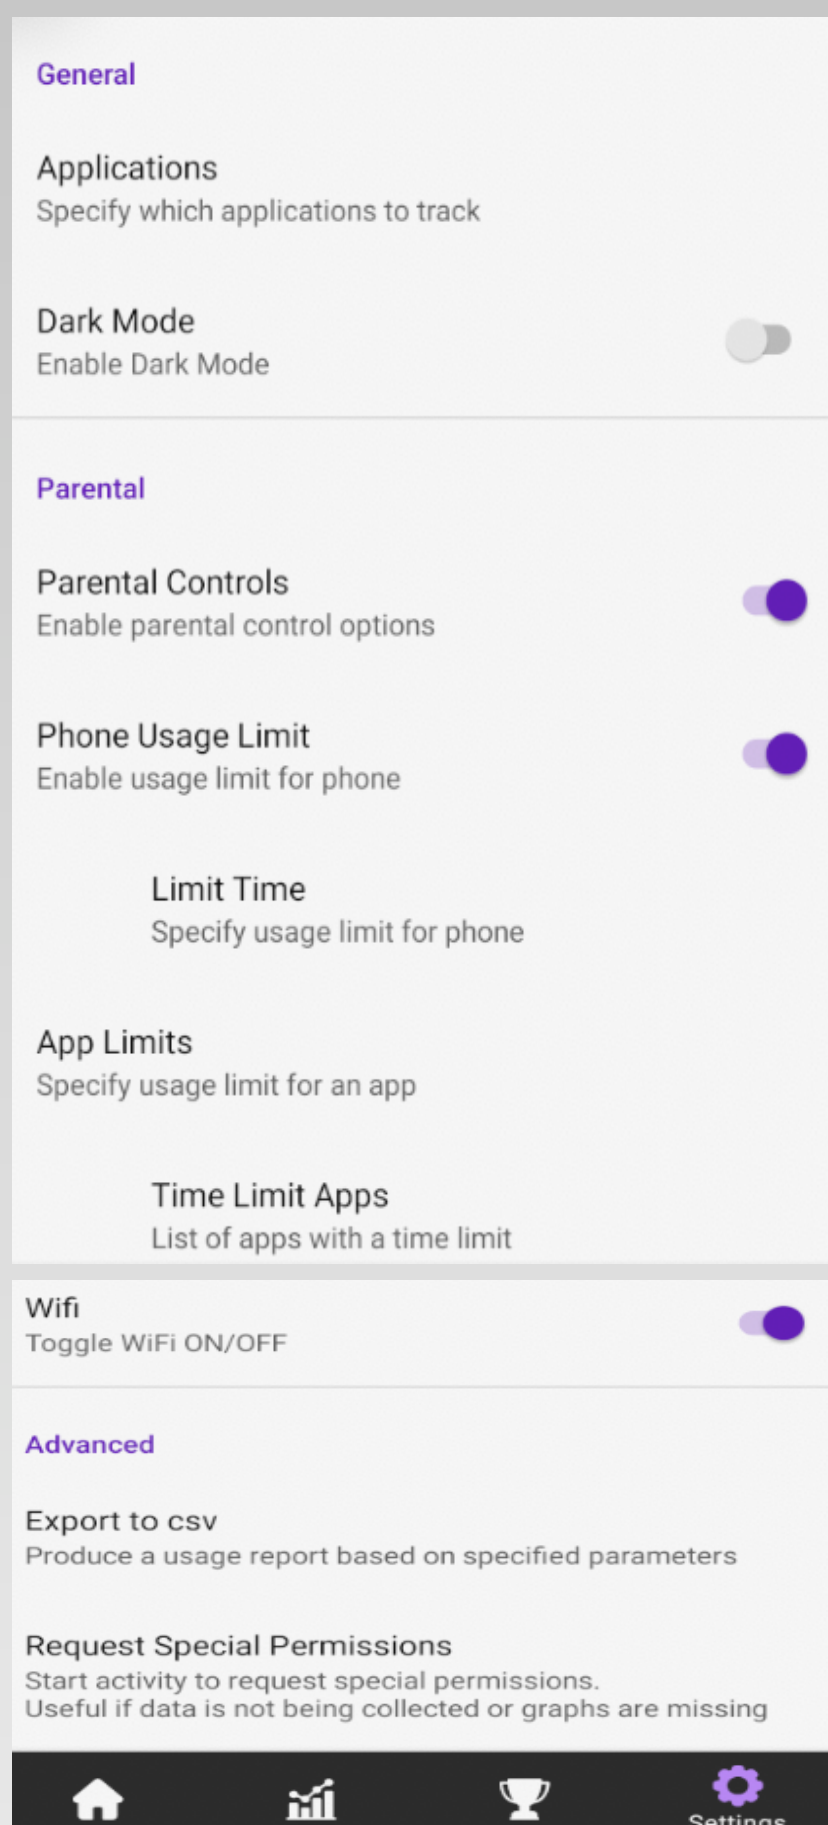 General
Applications
Specify which applications to track
Dark Mode
Enable Dark Mode
Parental
Parental Controls
Enable parental control options
Phone Usage Limit
Enable usage limit for phone
Limit Time
Specify usage limit for phone
App Limits
Specify usage limit for an app
Time Limit Apps
List of apps with a time limit
Wifi
Toggle WiFi ON/OFF
Advanced
Export to csv
Produce a usage report based on specified parameters
Request Special Permissions
Start activity to request special permissions.
Useful if data is not being collected or graphs are missing
Settings